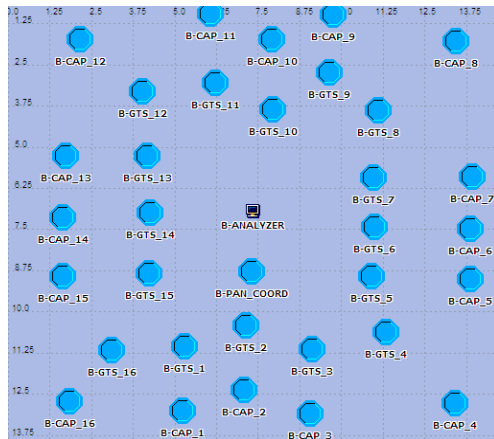 0.0 1.25 2.5 3.75 5.0 6.25 7.5 8.75 10.0 11.25 12.5 13.75
1.25
B-CAP_11
B-CAP_9
B-CAP_12
B-CAP_10
B-CAP_8
2.5
B-GTS_12
B-GTS_11
B-GTS_9
3.75
B-GTS_10
B-GTS_8
5.0
B-CAP_13
B-GTS_13
6.25
B-GTS_7
B-CAP_7
B-CAP_14
B-GTS_14
B-ANALYZER
7.5
B-GTS_6
B-CAP_6
8.75
B-CAP_15
B-GTS_15
B-PAN_COORD
B-GTS_5
B-CAP_5
10.0
B-GTS_16
B-GTS_1
B-GTS_2
B-GTS_3
B-GTS_4
11.25
12.5
B-CAP_16
B-CAP_1
B-CAP_2
B-CAP_3
B-CAP_4
13.75